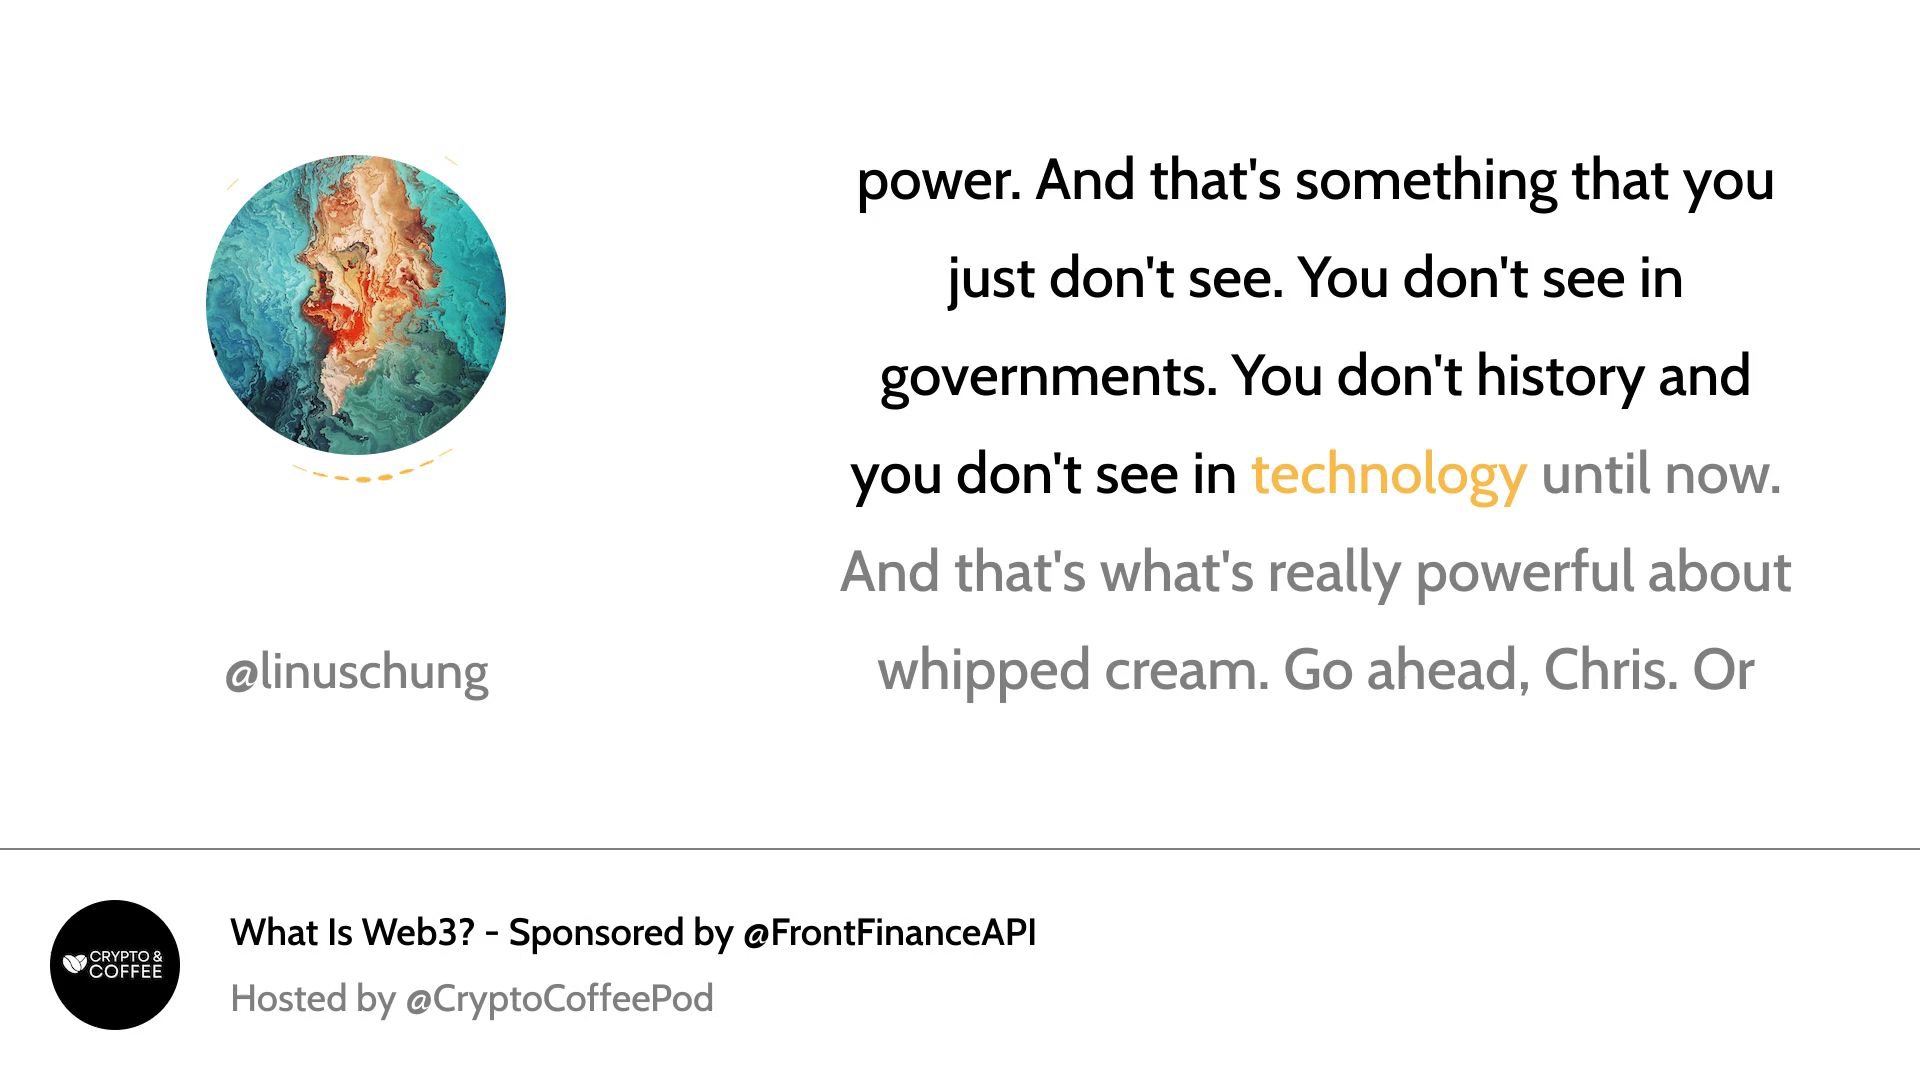 power. And that's something that you
just don't see. You don't see in
governments. You don't history and
you don't see in technology until now.
And that's what's really powerful about
whipped cream. Go ahead, Chris. Or
@linuschung
CRYPTO &
COFFEE
What Is Web3? - Sponsored by @FrontFinanceAPI
Hosted by @CryptoCoffeePod